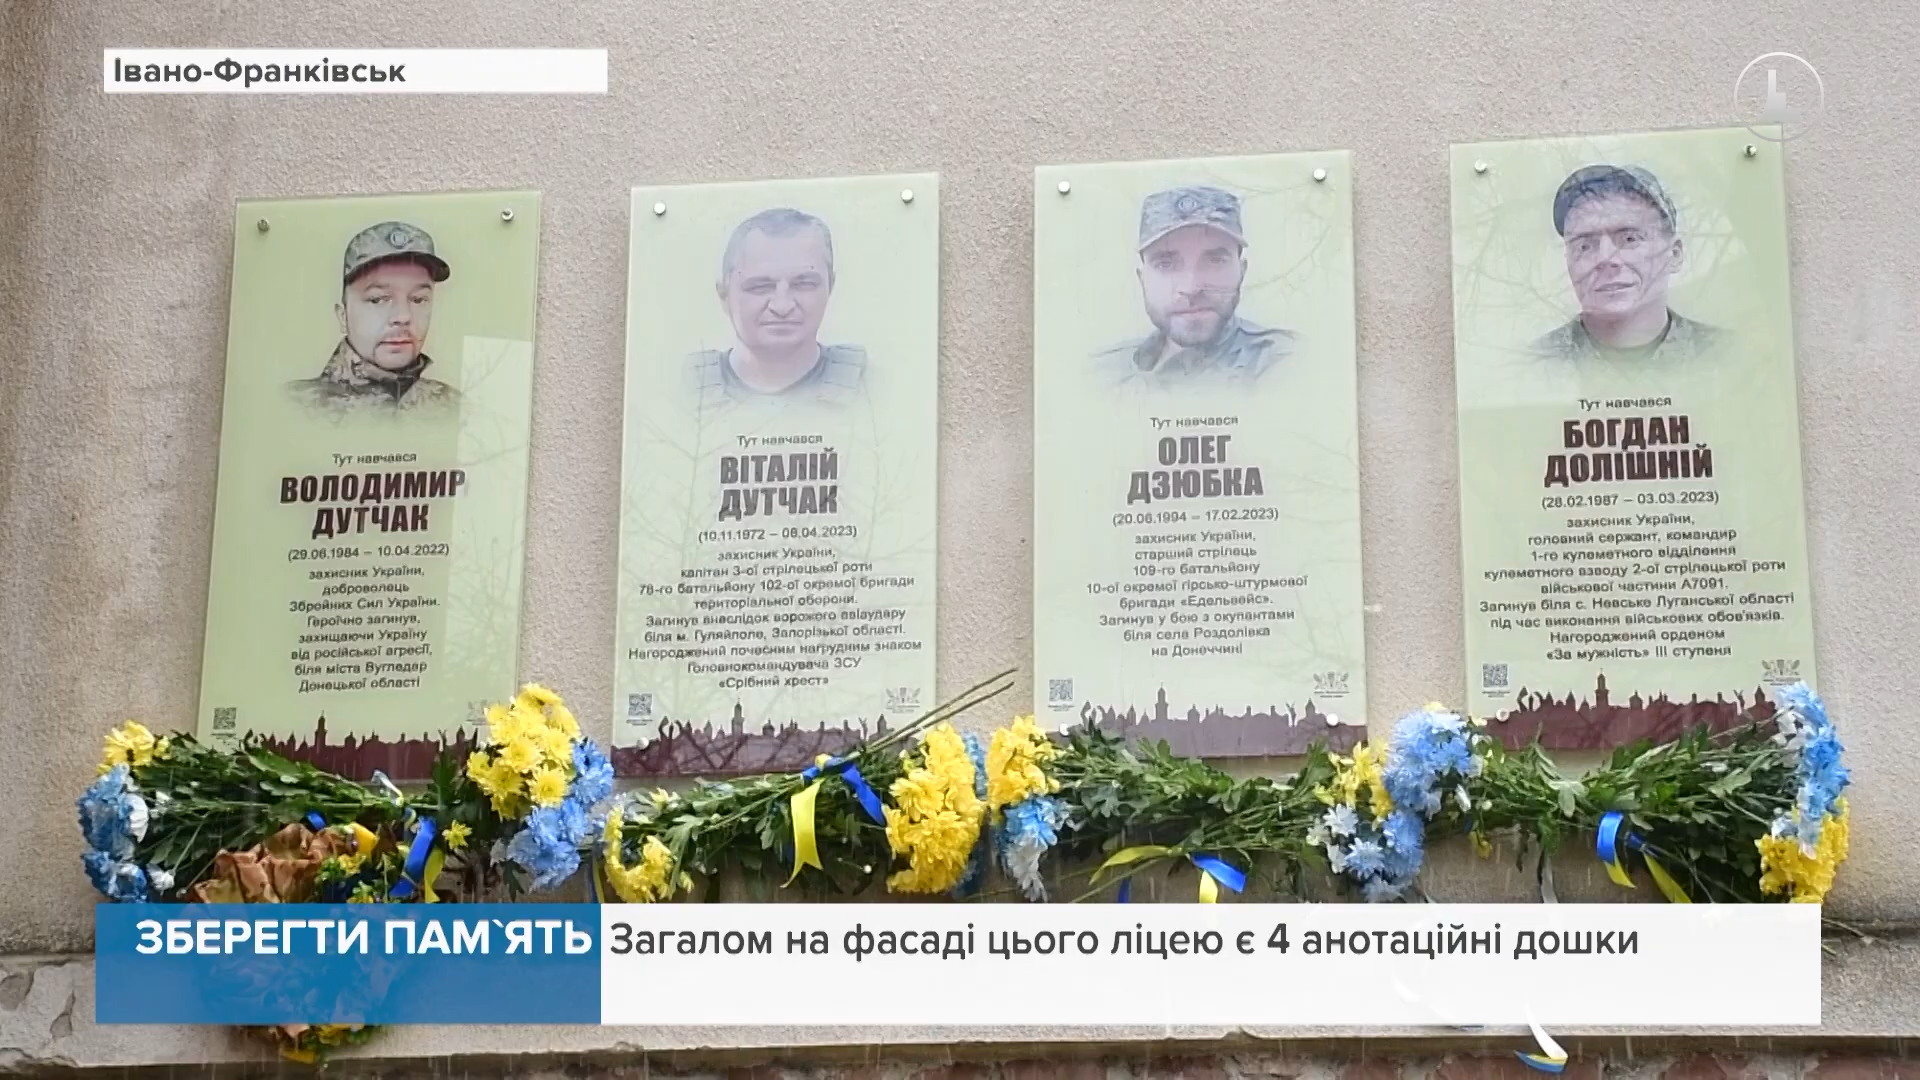 Івано-Франківськ
Тут навчався
ВОЛОДИМИР
ДУТЧАК
(29.06.1984 – 10.04.2022)
захисник України,
доброволець
Збройних Сил України.
Героїчно загинув,
захищаючи Україну
від російської агресії,
біля міста Вугледар
Донецької області
Тут навчався
ВІТАЛІЙ
ДУТЧАК
(10.11.1972 – 08.04.2023)
захисник України,
капітан 3-ої стрілецької роти
78-го батальйону 102-ої окремої бригади
територіальної оборони.
Загинув внаслідок ворожого авіаудару
біля м. Гуляйполе, Запорізької області.
Нагороджений почесним нагрудним знаком
Головнокомандувача ЗСУ
«Срібний хрест»
Тут навчався
ОЛЕГ
ДЗЮБКА
(20.06.1994 – 17.02.2023)
захисник України,
старший стрілець
109-го батальйону
10-ої окремої гірсько-штурмової
бригади «Едельвейс».
Загинув у бою з окупантами
біля села Роздолівка
на Донеччині
Тут навчався
БОГДАН
ДОЛІШНІЙ
(28.02.1987 – 03.03.2023)
захисник України,
головний сержант, командир
1-го кулеметного відділення
кулеметного взводу 2-ої стрілецької роти
військової частини А7091.
Загинув біля с. Невське Луганської області
під час виконання військових обов'язків.
Нагороджений орденом
«За мужність» ІІІ ступеня
ЗБЕРЕГТИ ПАМ`ЯТЬ
Загалом на фасаді цього ліцею є 4 анотаційні дошки